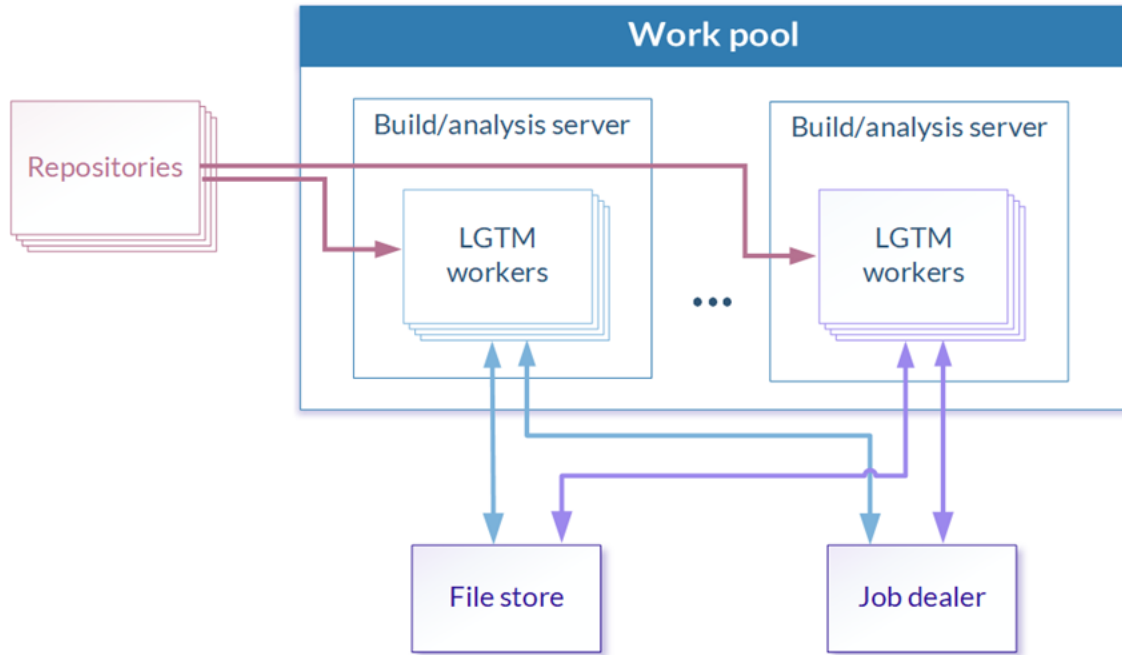 Work pool
Build/analysis server
Build/analysis server
Repositories
LGTM
workers
LGTM
workers
...
File store
Job dealer